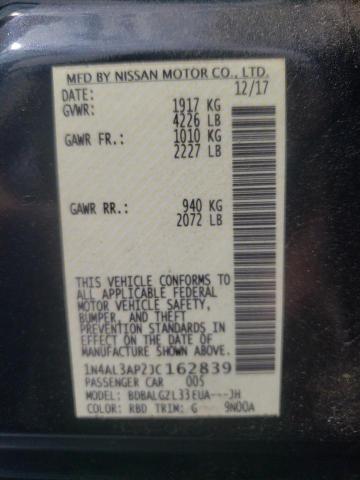 MFD BY NISSAN MOTOR CO., LTD.
DATE: 12/17
GVWR: 1917 KG
4226 LB
GAWR FR.: 1010 KG
2227 LB
GAWR RR.: 940 KG
2072 LB
THIS VEHICLE CONFORMS TO
ALL APPLICABLE FEDERAL
MOTOR VEHICLE SAFETY,
BUMPER, AND THEFT
PREVENTION STANDARDS IN
EFFECT ON THE DATE OF
MANUFACTURE SHOWN ABOVE.
1N4AL3AP2JC162839
PASSENGER CAR 005
MODEL: BDBALGZL33EUA---JH
COLOR: RBD TRIM: G 9N00A